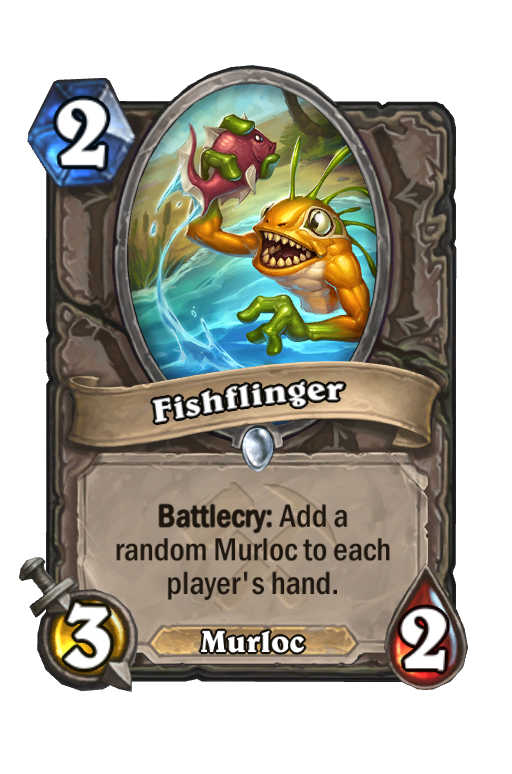 2
Fishflinger
Battlecry: Add a
random Murloc to each
player's hand.
3
Murloc
2